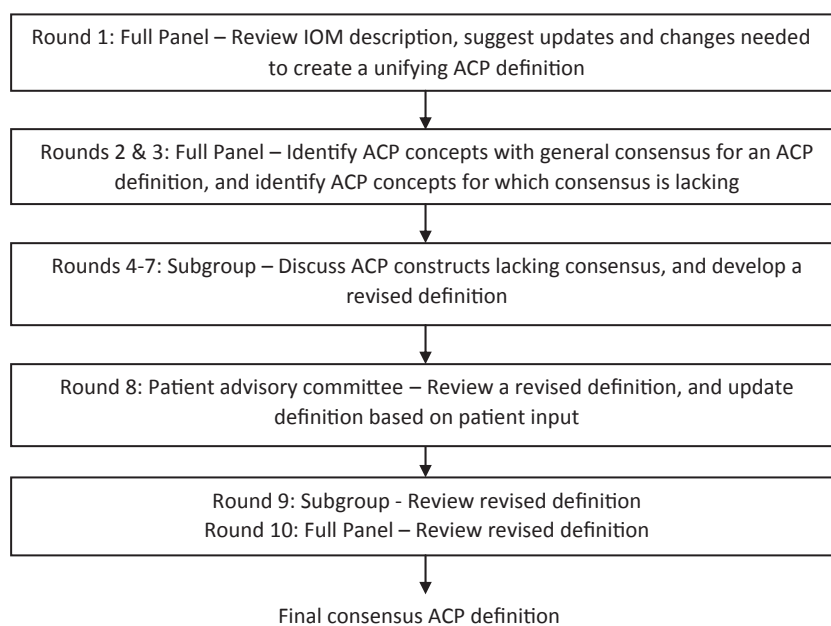 Round 1: Full Panel – Review IOM description, suggest updates and changes needed
to create a unifying ACP definition
Rounds 2 & 3: Full Panel – Identify ACP concepts with general consensus for an ACP
definition, and identify ACP concepts for which consensus is lacking
Rounds 4-7: Subgroup – Discuss ACP constructs lacking consensus, and develop a
revised definition
Round 8: Patient advisory committee – Review a revised definition, and update
definition based on patient input
Round 9: Subgroup - Review revised definition
Round 10: Full Panel – Review revised definition
Final consensus ACP definition